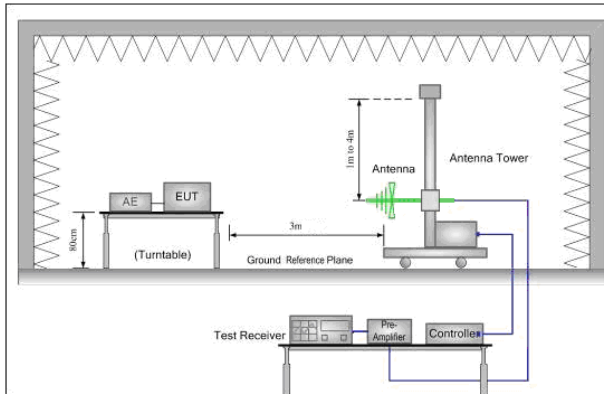 1m to 4m
Antenna
Antenna Tower
AE
EUT
80cm
(Turntable)
3m
Ground Reference Plane
Test Receiver
Pre-
Amplifier
Controller